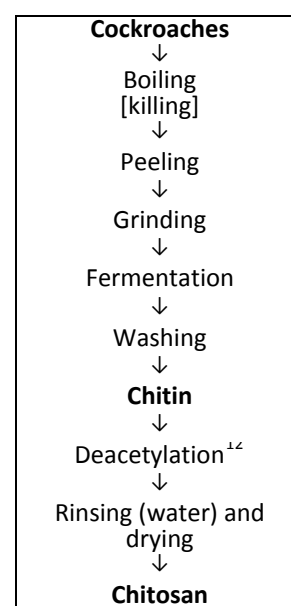 Cockroaches
↓
Boiling
[killing]
↓
Peeling
↓
Grinding
↓
Fermentation
↓
Washing
↓
Chitin
↓
Deacetylation¹²
↓
Rinsing (water) and
drying
↓
Chitosan